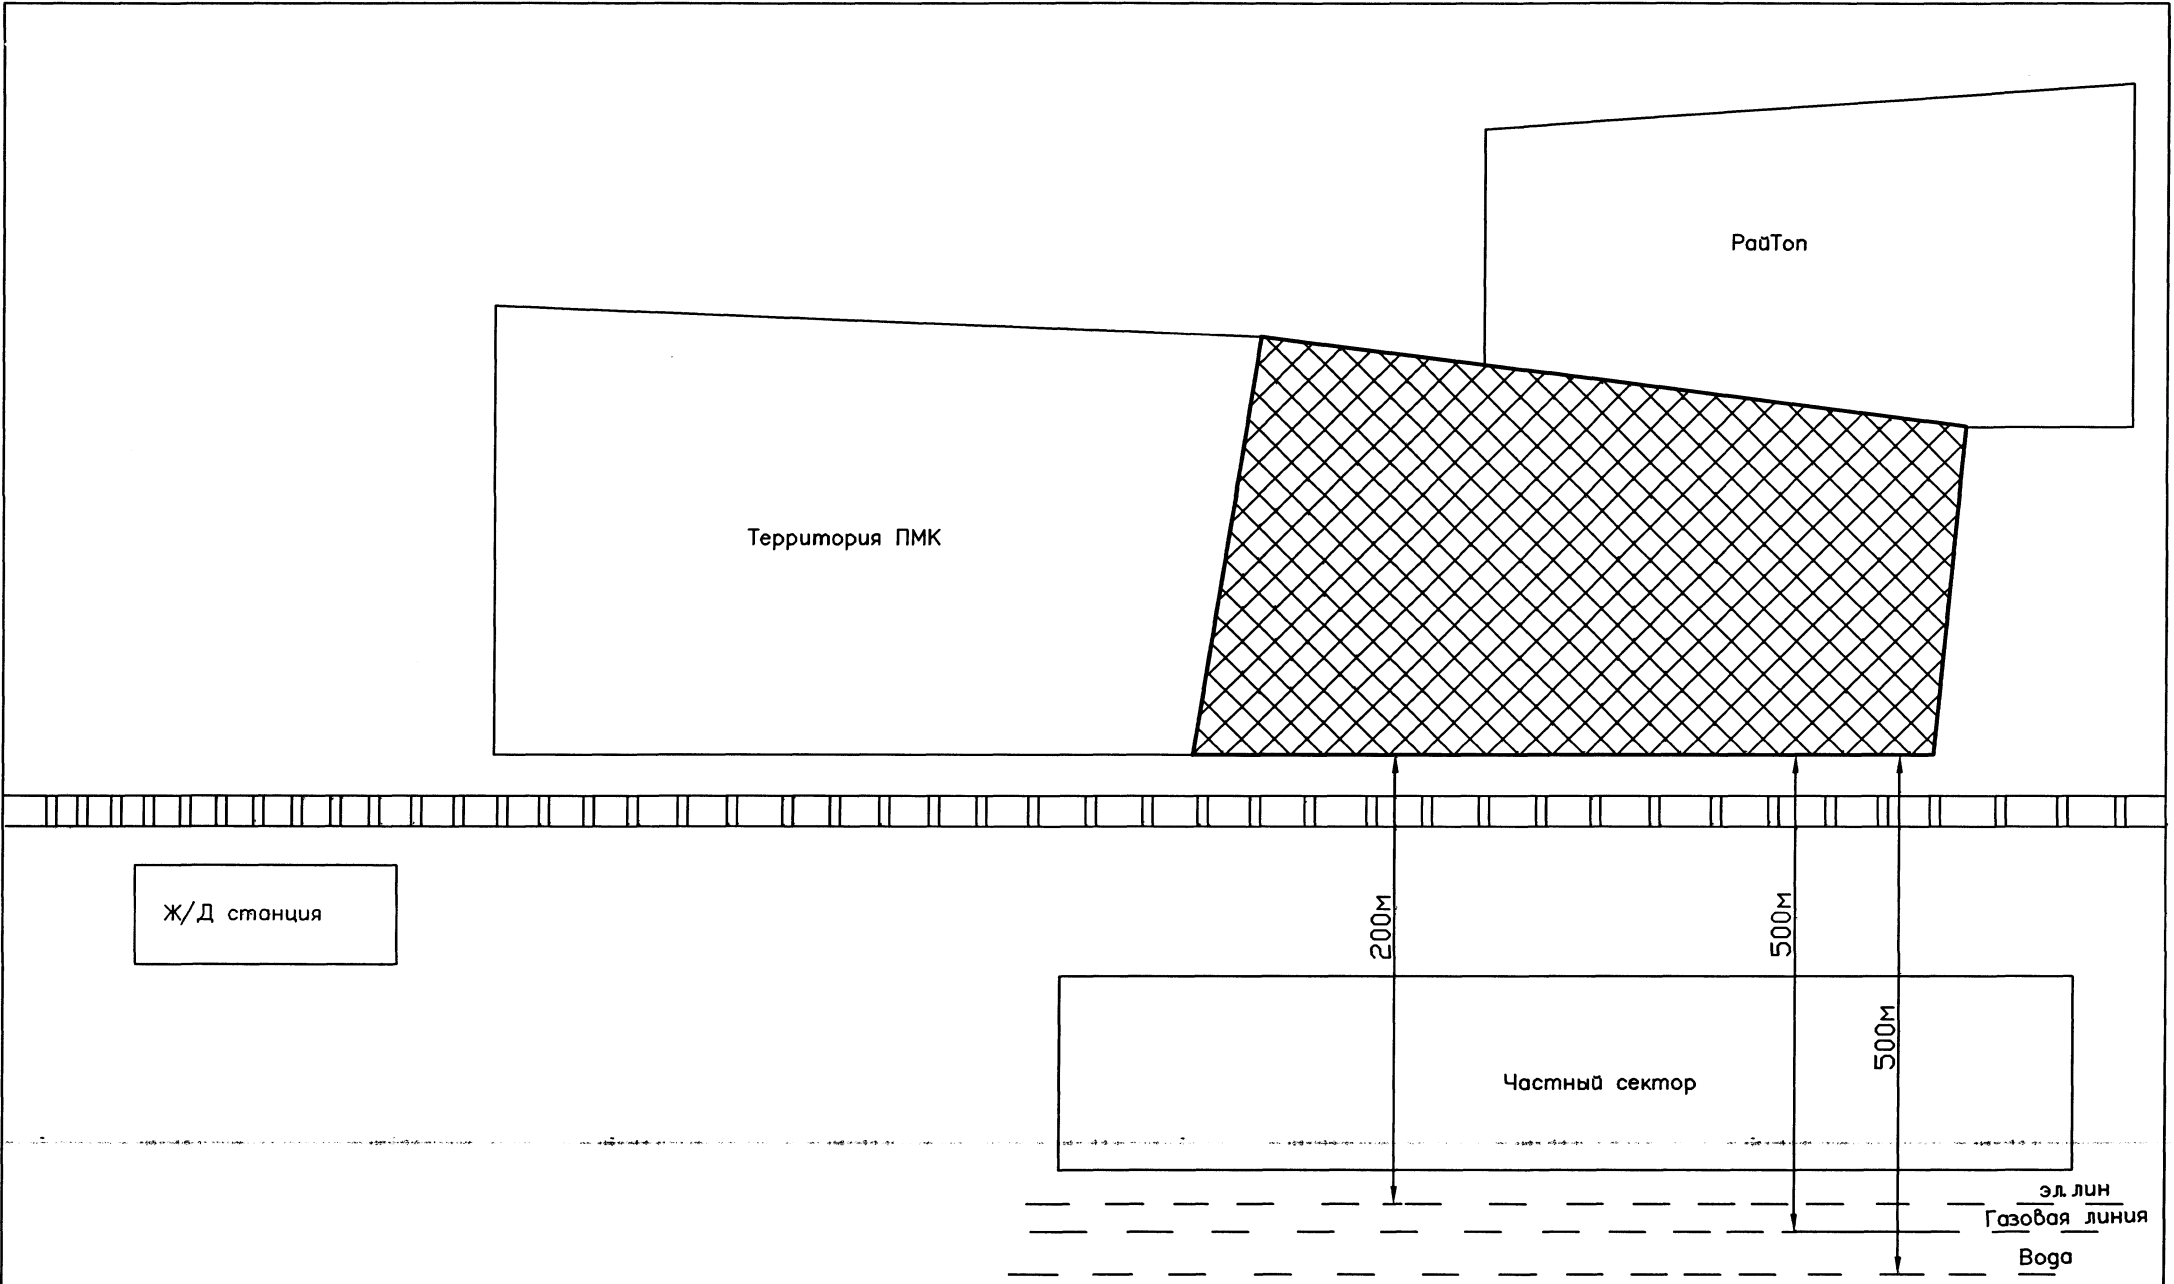 РайТоп
Территория ПМК
Ж/Д станция
200м
500м
500м
Частный сектор
эл.лин
Газовая линия
Вода